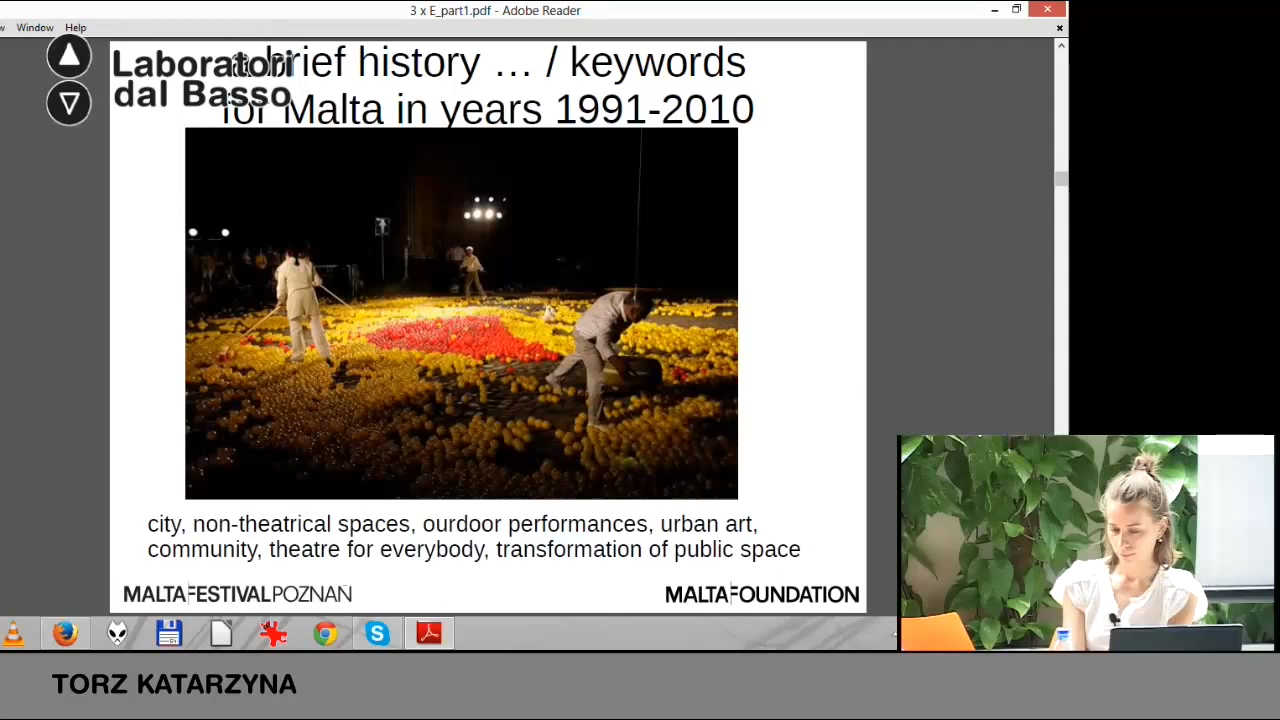 3 x E_part1.pdf - Adobe Reader
Window Help
Laboratori
dal Basso
brief history ... / keywords
for Malta in years 1991-2010
city, non-theatrical spaces, ourdoor performances, urban art,
community, theatre for everybody, transformation of public space
MALTAFESTIVALPOZNAŃ
MALTAFOUNDATION
TORZ KATARZYNA